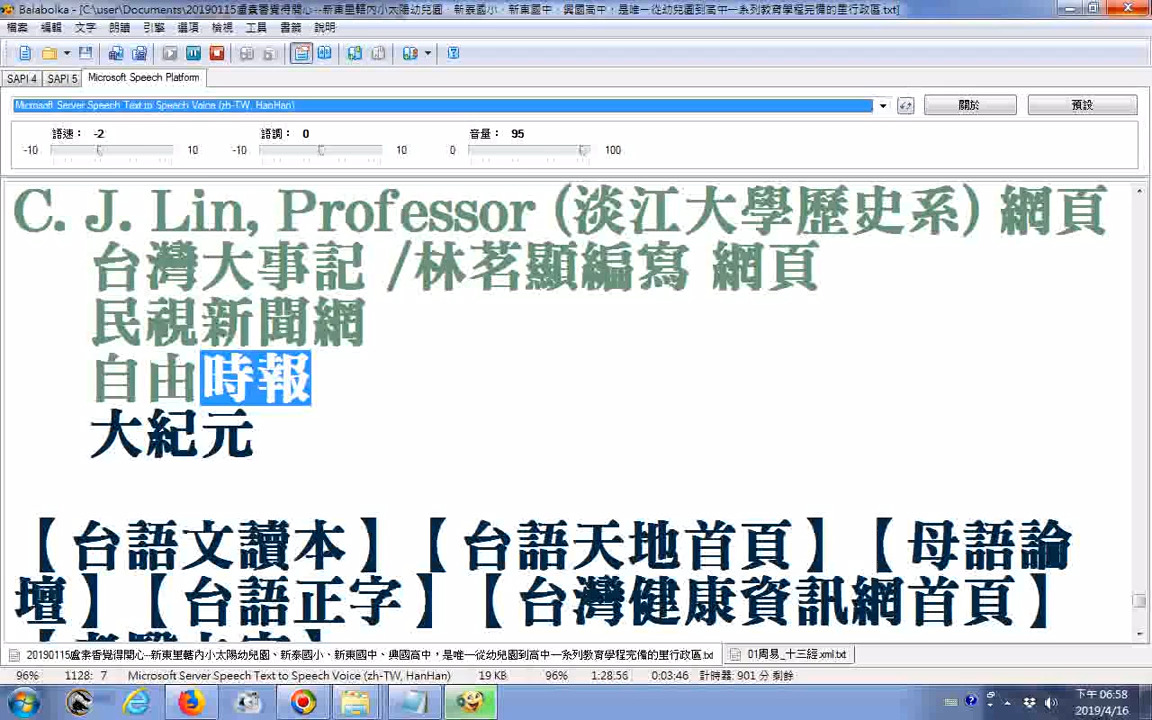 Balabolka - [C:\user\Documents\20190115盧素香覺得開心--新東里轄內小太陽幼兒園、新泰國小、新東國中、興國高中，是唯一從幼兒園到高中一系列教育學程完備的里行政區.txt]
檔案 編輯 文字 朗讀 引擎 選項 檢視 工具 書籤 說明
SAPI 4 SAPI 5 Microsoft Speech Platform
Microsoft Server Speech Text to Speech Voice (zh-TW, HanHan) 關於 預設
語速： -2 語調： 0 音量： 95
-10 10 -10 10 0 100
C. J. Lin, Professor (淡江大學歷史系) 網頁
台灣大事記 /林茗顯編寫 網頁
民視新聞網
自由時報
大紀元
【台語文讀本】【台語天地首頁】【母語論
壇】【台語正字】【台灣健康資訊網首頁】
20190115盧素香覺得開心--新東里轄內小太陽幼兒園、新泰國小、新東國中、興國高中，是唯一從幼兒園到高中一系列教育學程完備的里行政區.txt 01周易_十三經.xml.txt
96% 1128: 7 Microsoft Server Speech Text to Speech Voice (zh-TW, HanHan) 19 KB 96% 1:28:56 0:03:46 計時器: 901 分 剩餘
下午 06:58
2019/4/16